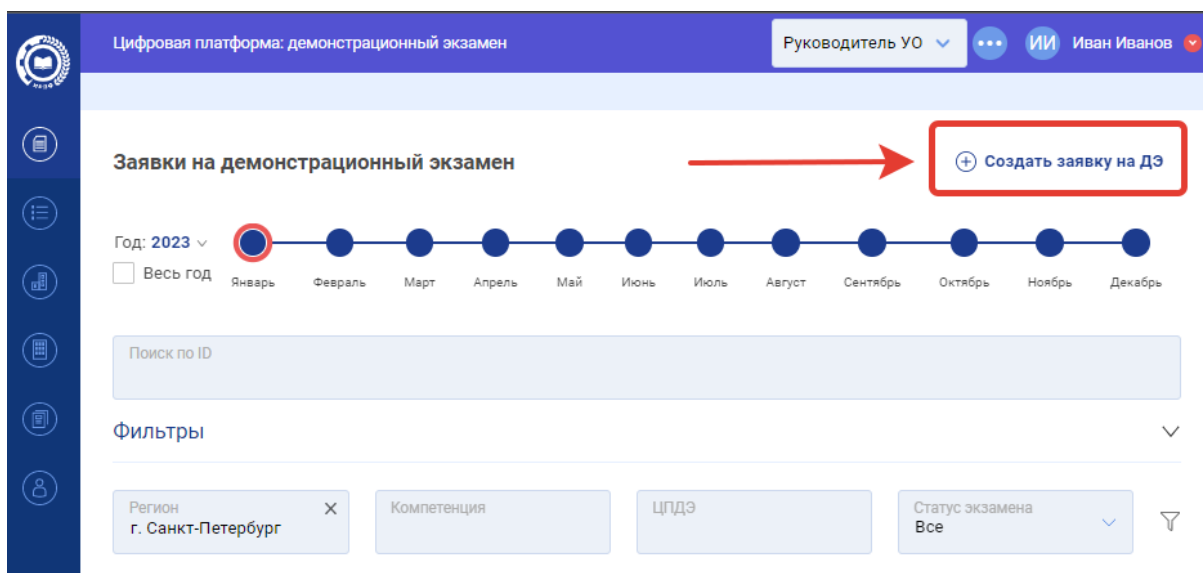 Цифровая платформа: демонстрационный экзамен
Руководитель УО
ИИ
Иван Иванов
Заявки на демонстрационный экзамен
Создать заявку на ДЭ
Год: 2023
Весь год
Январь Февраль Март Апрель Май Июнь Июль Август Сентябрь Октябрь Ноябрь Декабрь
Поиск по ID
Фильтры
Регион
г. Санкт-Петербург
Компетенция
ЦПДЭ
Статус экзамена
Все